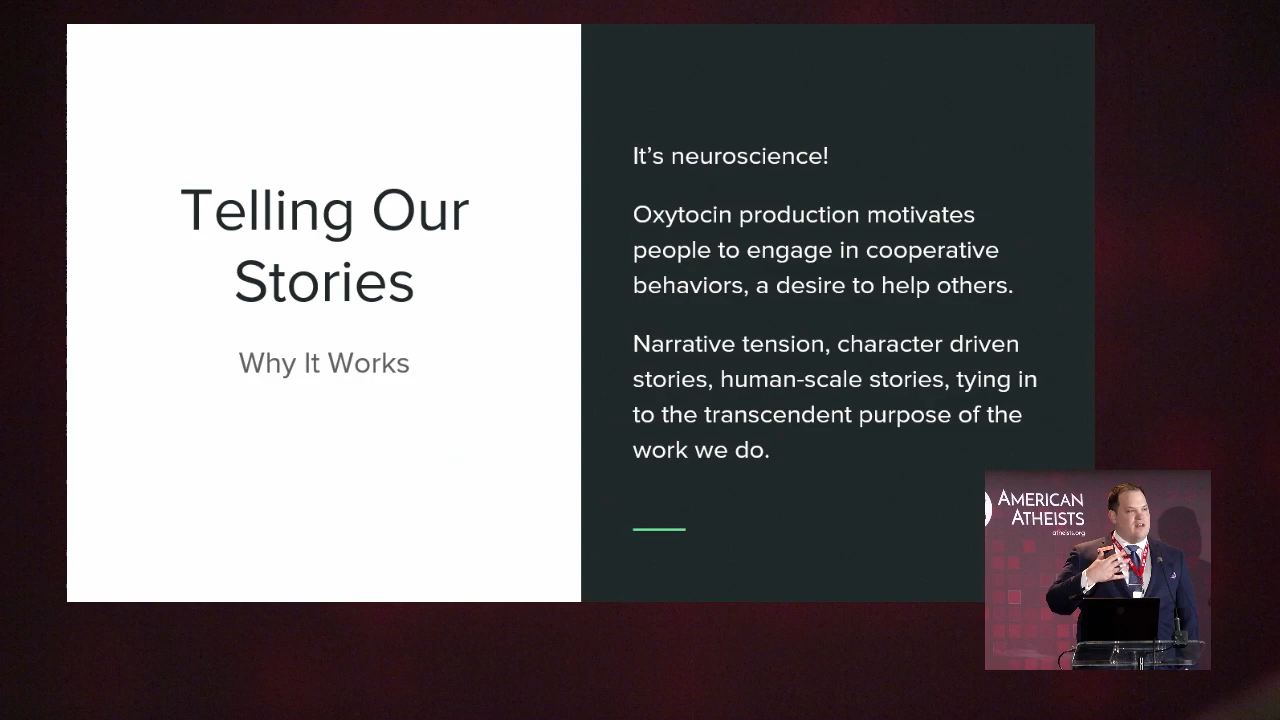 Telling Our
Stories
Why It Works
It's neuroscience!
Oxytocin production motivates
people to engage in cooperative
behaviors, a desire to help others.
Narrative tension, character driven
stories, human-scale stories, tying in
to the transcendent purpose of the
work we do.
AMERICAN
ATHEISTS
atheists.org